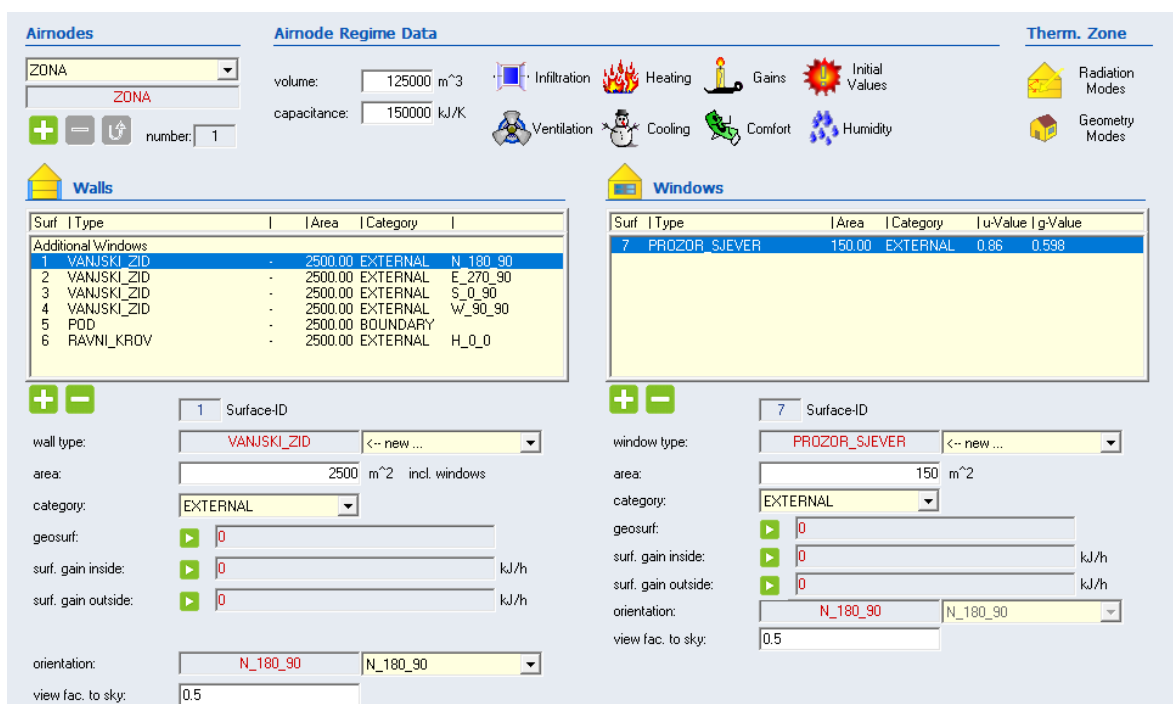 Airnodes
Airnode Regime Data
Therm. Zone
ZONA
ZONA
number: 1
volume: 125000 m^3
capacitance: 150000 kJ/K
Infiltration
Heating
Gains
Initial Values
Ventilation
Cooling
Comfort
Humidity
Radiation Modes
Geometry Modes
Walls
Surf | Type | | Area | Category |
Additional Windows
1 VANJSKI_ZID - 2500.00 EXTERNAL N_180_90
2 VANJSKI_ZID - 2500.00 EXTERNAL E_270_90
3 VANJSKI_ZID - 2500.00 EXTERNAL S_0_90
4 VANJSKI_ZID - 2500.00 EXTERNAL W_90_90
5 POD - 2500.00 BOUNDARY
6 RAVNI_KROV - 2500.00 EXTERNAL H_0_0
1 Surface-ID
wall type: VANJSKI_ZID <-- new ...
area: 2500 m^2 incl. windows
category: EXTERNAL
geosurf: 0
surf. gain inside: 0 kJ/h
surf. gain outside: 0 kJ/h
orientation: N_180_90 N_180_90
view fac. to sky: 0.5
Windows
Surf | Type | Area | Category | u-Value | g-Value
7 PROZOR_SJEVER 150.00 EXTERNAL 0.86 0.598
7 Surface-ID
window type: PROZOR_SJEVER <-- new ...
area: 150 m^2
category: EXTERNAL
geosurf: 0
surf. gain inside: 0 kJ/h
surf. gain outside: 0 kJ/h
orientation: N_180_90 N_180_90
view fac. to sky: 0.5